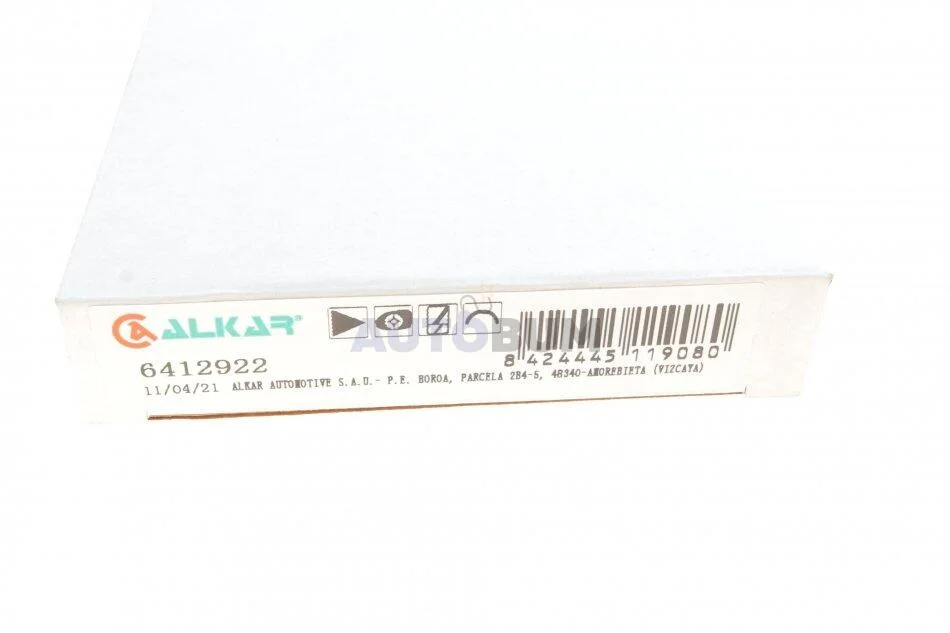 ALKAR®
AUTOBUM
8 424445 119080
6412922
11/04/21 ALKAR AUTOMOTIVE S.A.U.- P.E. BOROA, PARCELA 2B4-5, 48340-AMOREBIETA (VIZCAYA)